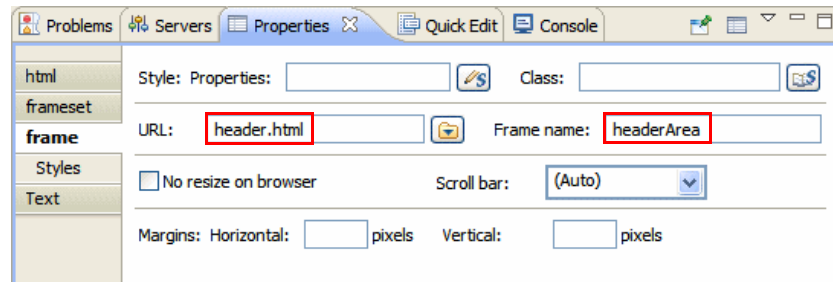 Problems Servers Properties Quick Edit Console
html
Style: Properties: Class:
frameset
URL: header.html Frame name: headerArea
frame
Styles
No resize on browser Scroll bar: (Auto)
Text
Margins: Horizontal: pixels Vertical: pixels